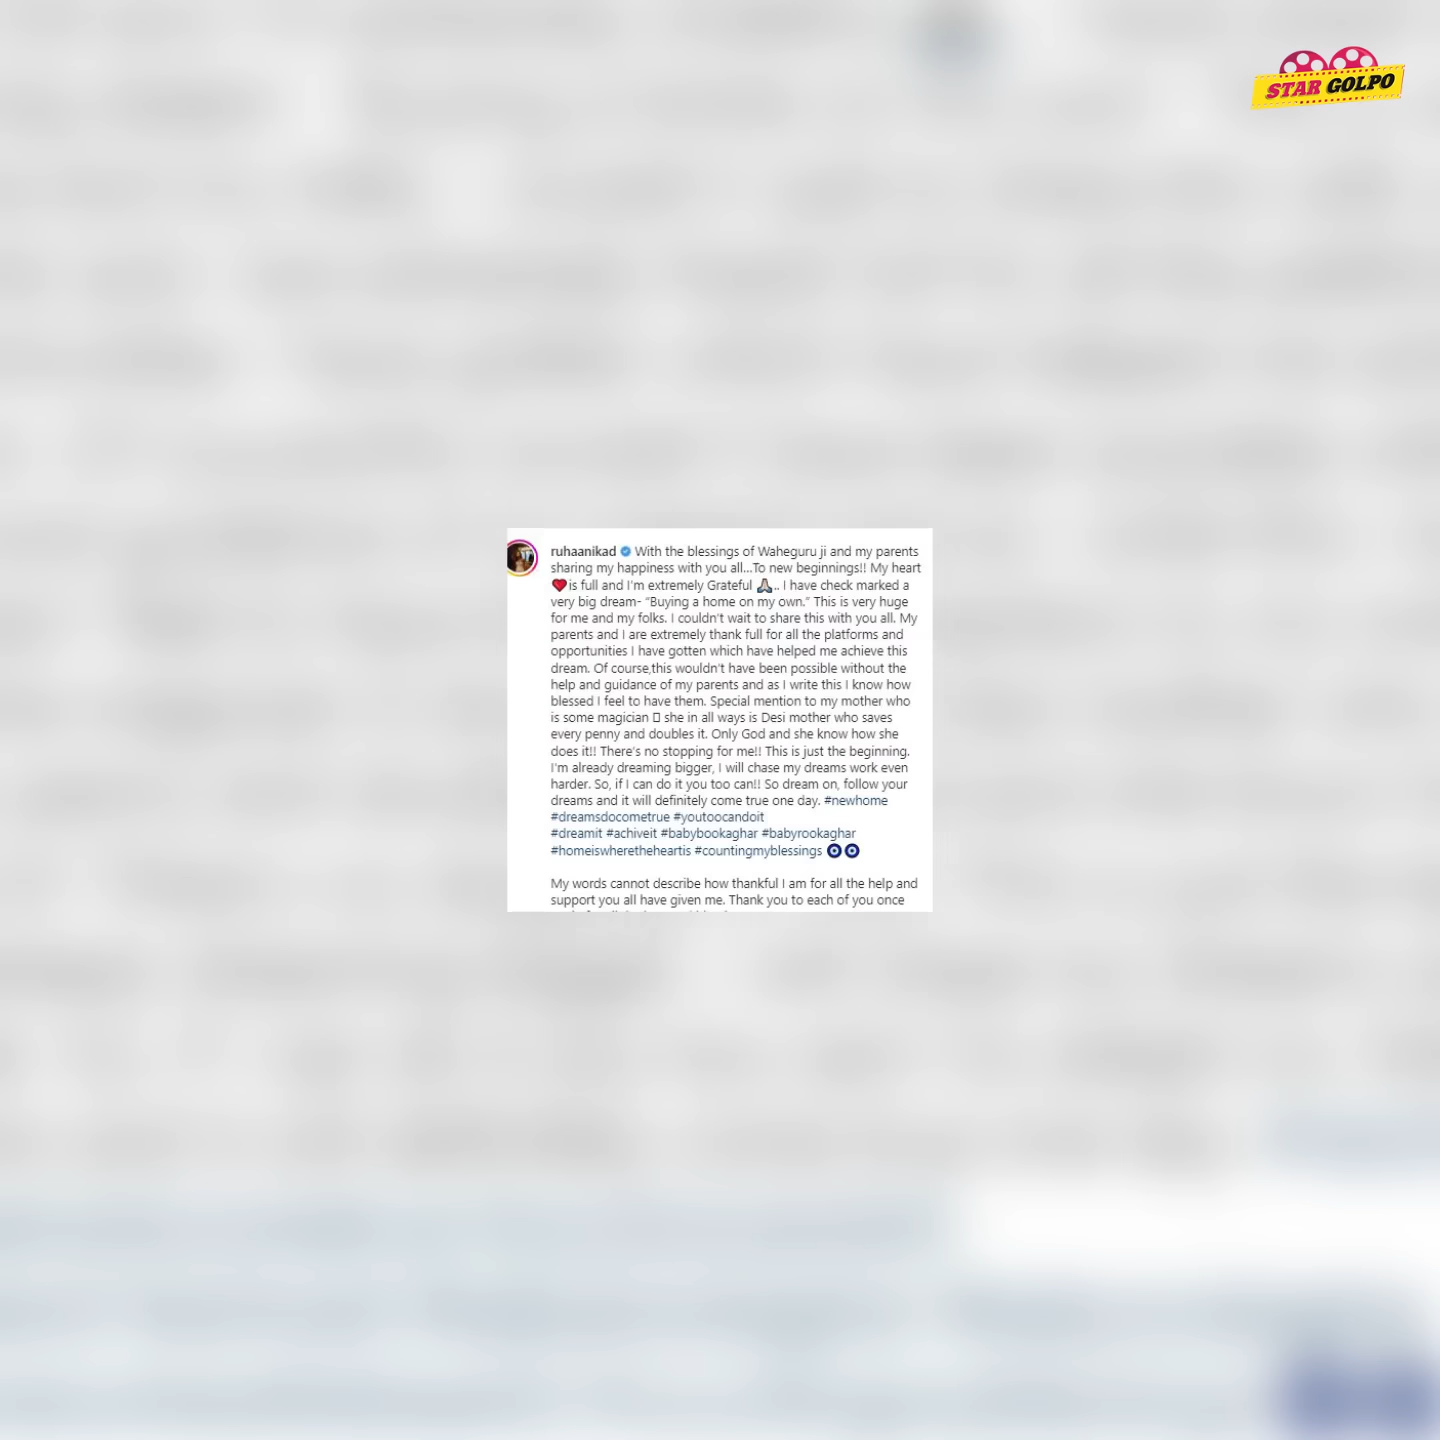 STAR GOLPO
ruhaanikad With the blessings of Waheguru ji and my parents
sharing my happiness with you all...To new beginnings!! My heart
❤️is full and I'm extremely Grateful 🙏.. I have check marked a
very big dream- "Buying a home on my own." This is very huge
for me and my folks. I couldn't wait to share this with you all. My
parents and I are extremely thank full for all the platforms and
opportunities I have gotten which have helped me achieve this
dream. Of course,this wouldn't have been possible without the
help and guidance of my parents and as I write this I know how
blessed I feel to have them. Special mention to my mother who
is some magician ▯ she in all ways is Desi mother who saves
every penny and doubles it. Only God and she know how she
does it!! There's no stopping for me!! This is just the beginning.
I'm already dreaming bigger, I will chase my dreams work even
harder. So, if I can do it you too can!! So dream on, follow your
dreams and it will definitely come true one day. #newhome
#dreamsdocometrue #youtoocandoit
#dreamit #achiveit #babybookaghar #babyrookaghar
#homeiswheretheheartis #countingmyblessings 🧿🧿
My words cannot describe how thankful I am for all the help and
support you all have given me. Thank you to each of you once